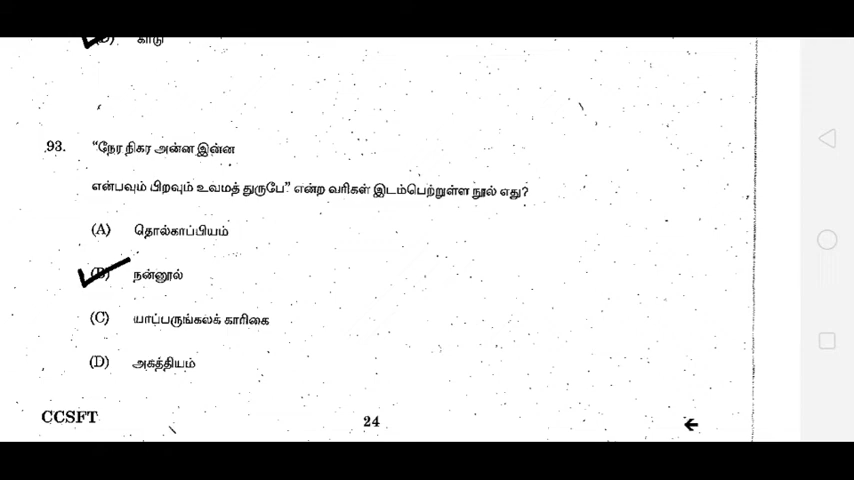 (D) காடு
93. “நேர நிகர அன்ன இன்ன
என்பவும் பிறவும் உவமத் துருபே” என்ற வரிகள் இடம்பெற்றுள்ள நூல் எது?
(A) தொல்காப்பியம்
(B) நன்னூல்
(C) யாப்பருங்கலக் காரிகை
(D) அகத்தியம்
CCSFT 24 ←